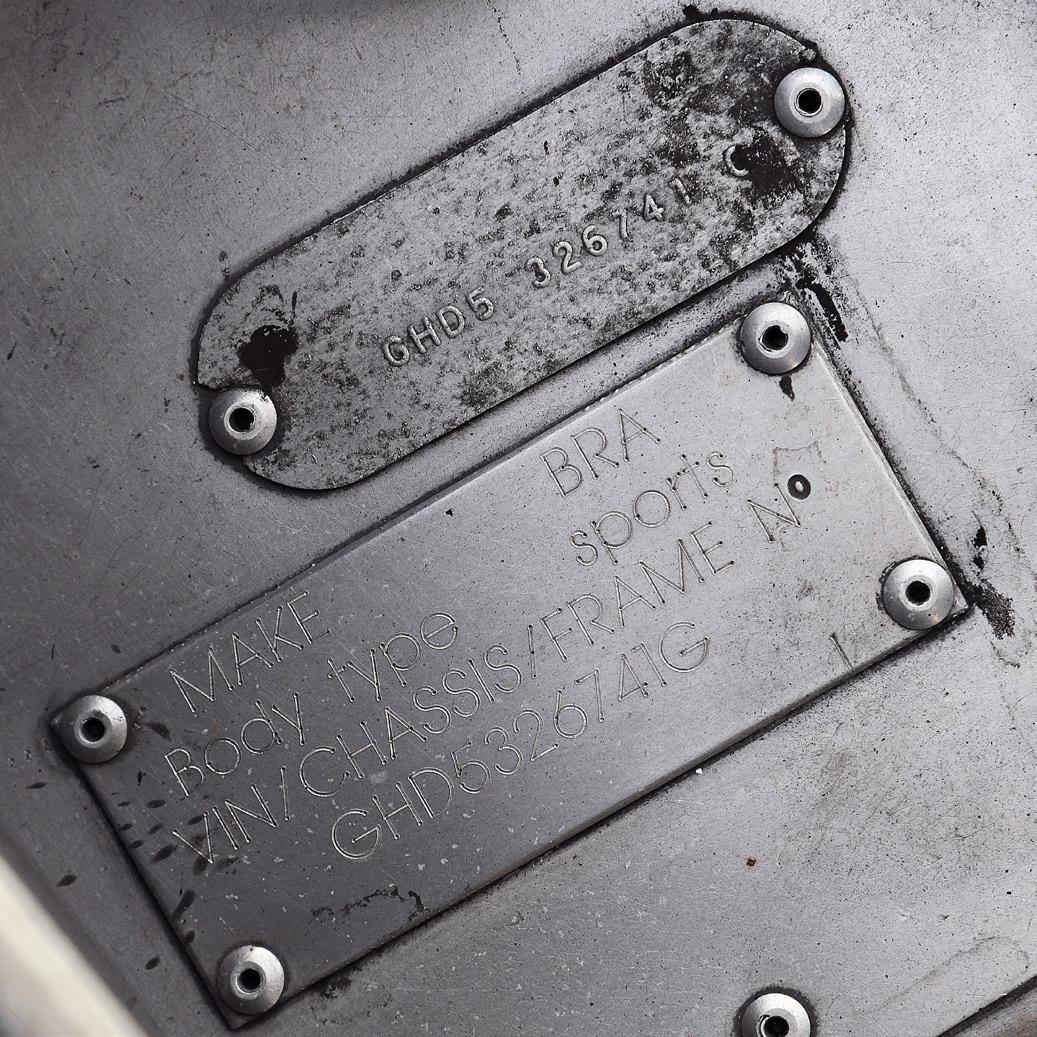 GHD5 326741 C
MAKE BRA
Body type sports
VIN/CHASSIS/FRAME Nº
GHD5326741G